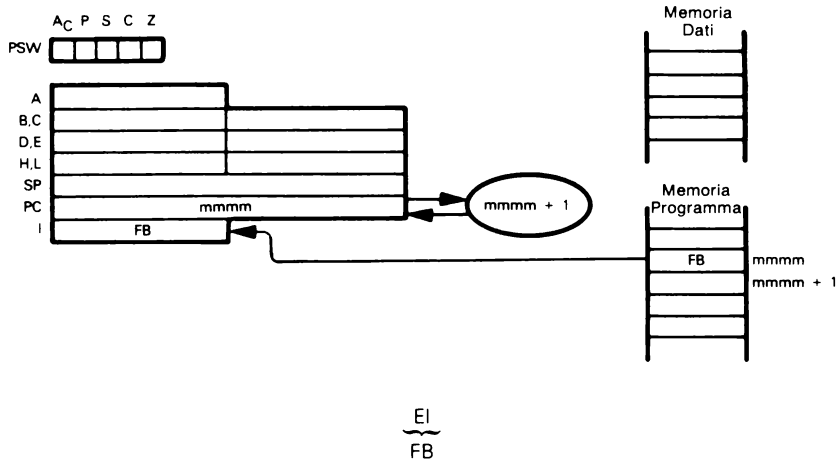 AC P S C Z
PSW
A
B,C
D,E
H,L
SP
PC mmmm
I FB
mmmm + 1
Memoria
Dati
Memoria
Programma
FB mmmm
mmmm + 1
EI
FB